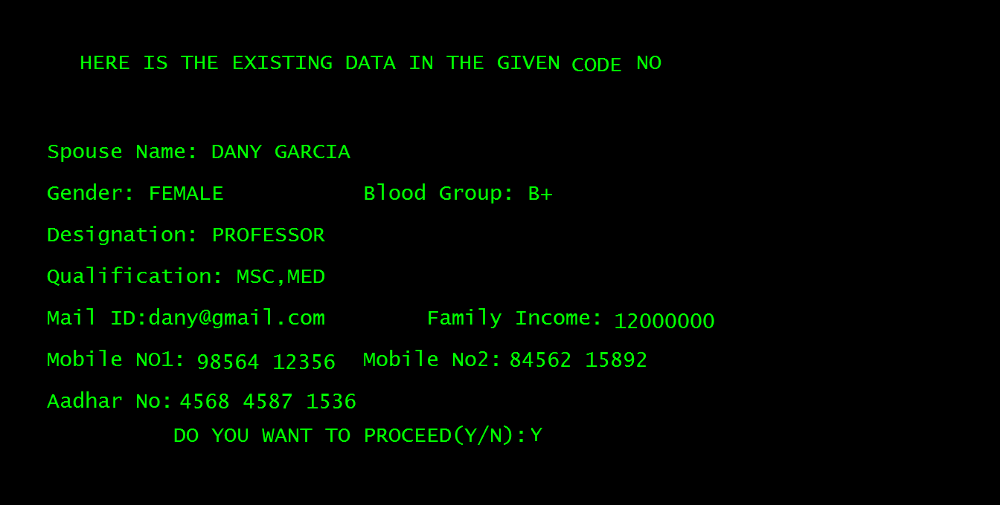 HERE IS THE EXISTING DATA IN THE GIVEN CODE NO
Spouse Name: DANY GARCIA
Gender: FEMALE Blood Group: B+
Designation: PROFESSOR
Qualification: MSC,MED
Mail ID:dany@gmail.com Family Income: 12000000
Mobile NO1: 98564 12356 Mobile No2: 84562 15892
Aadhar No: 4568 4587 1536
DO YOU WANT TO PROCEED(Y/N):Y